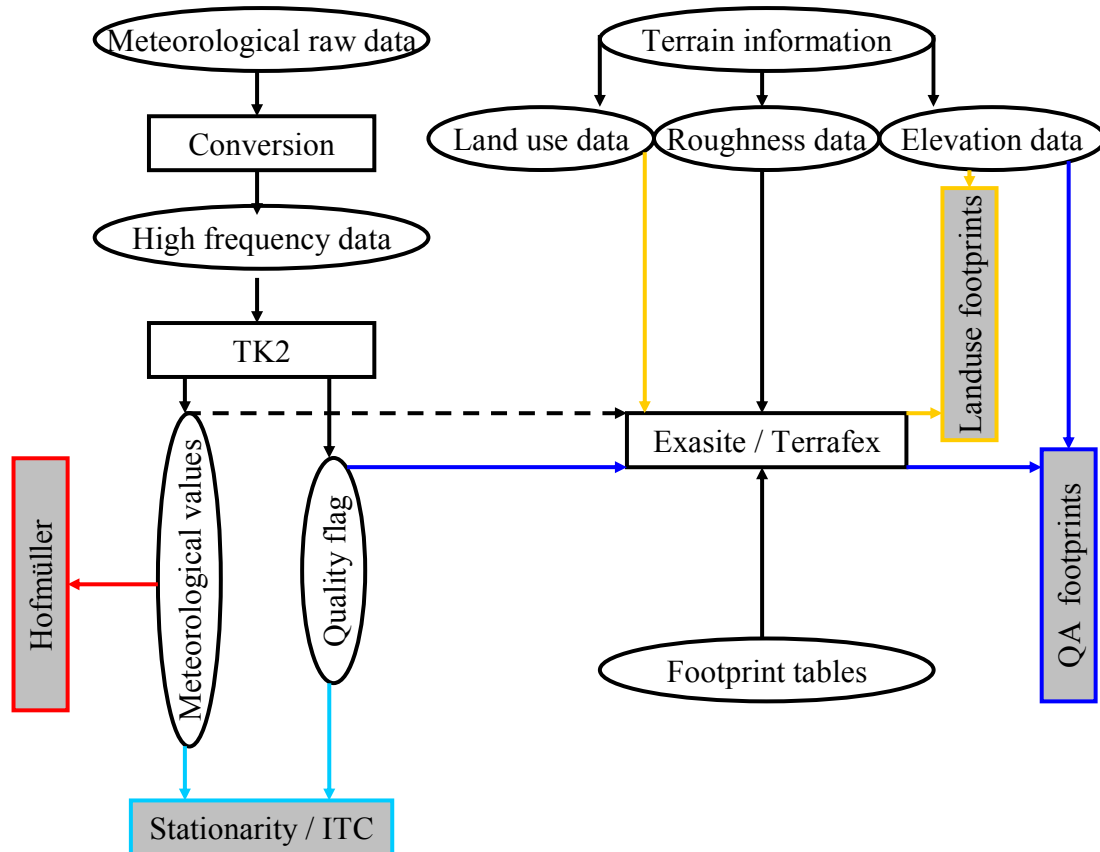 Meteorological raw data
Terrain information
Land use data
Roughness data
Elevation data
Conversion
High frequency data
TK2
Landuse footprints
Exasite / Terrafex
Meteorological values
Quality flag
Hofmüller
QA footprints
Footprint tables
Stationarity / ITC